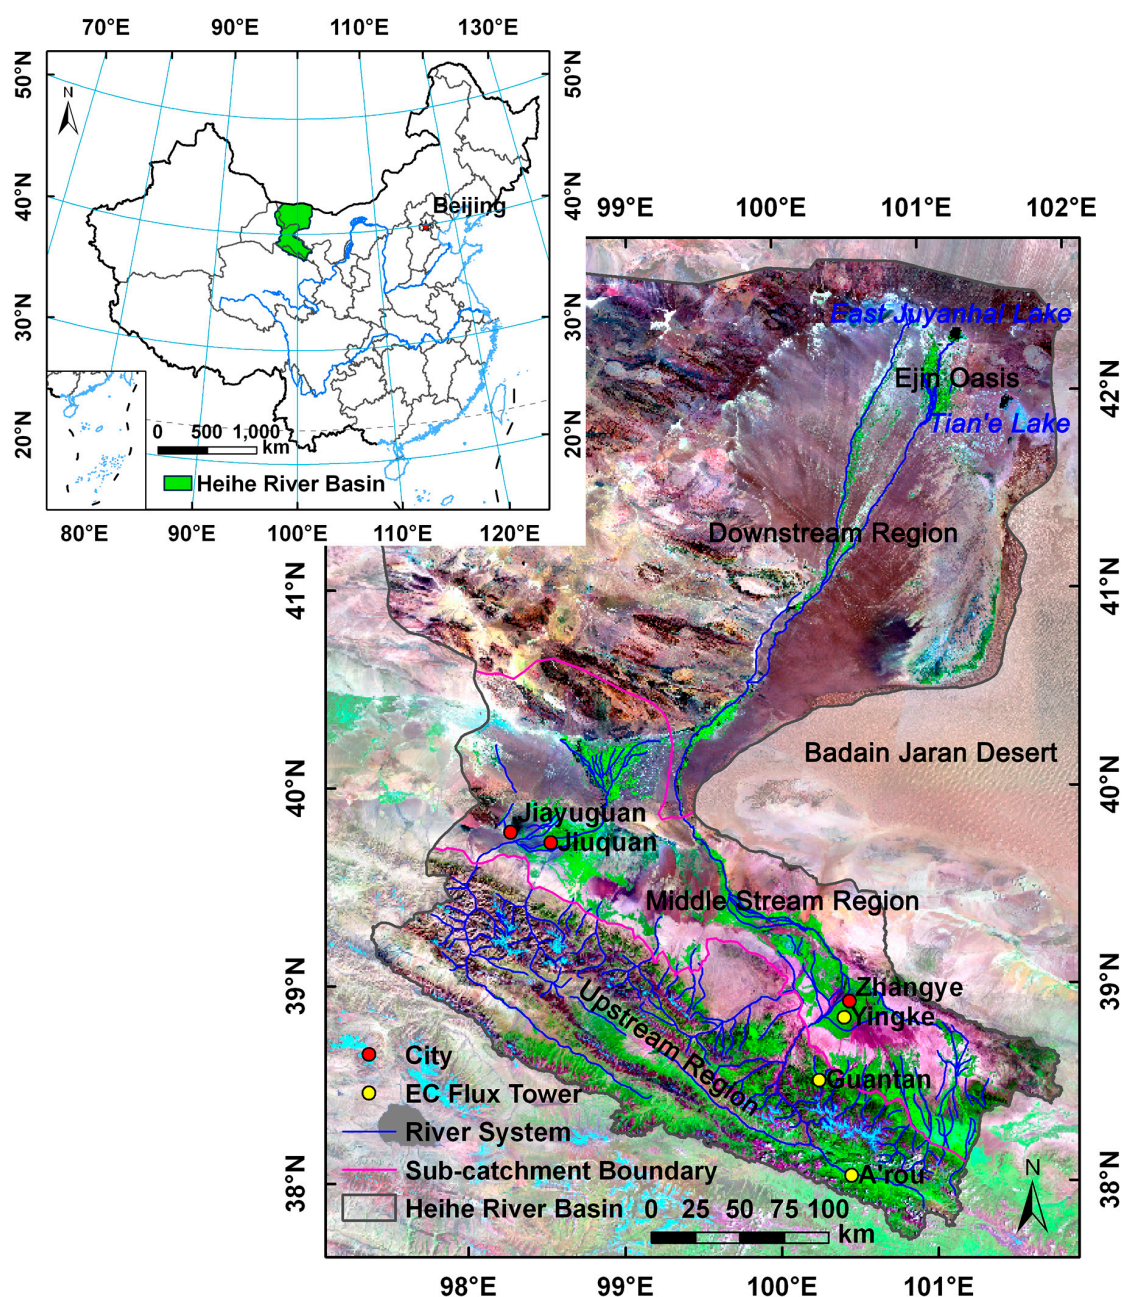 70°E 90°E 110°E 130°E
50°N
50°N
N
40°N
40°N
Beijing
30°N
30°N
20°N
20°N
0 500 1,000
km
Heihe River Basin
80°E 90°E 100°E 110°E 120°E
99°E 100°E 101°E 102°E
East Juyanhai Lake
Ejin Oasis
42°N
Tian'e Lake
Downstream Region
41°N
41°N
Badain Jaran Desert
40°N
40°N
Jiayuguan
Jiuquan
Middle Stream Region
39°N
39°N
Zhangye
Yingke
Upstream Region
Guantan
A'rou
38°N
38°N
City
EC Flux Tower
River System
Sub-catchment Boundary
Heihe River Basin
0 25 50 75 100
km
N
98°E 99°E 100°E 101°E